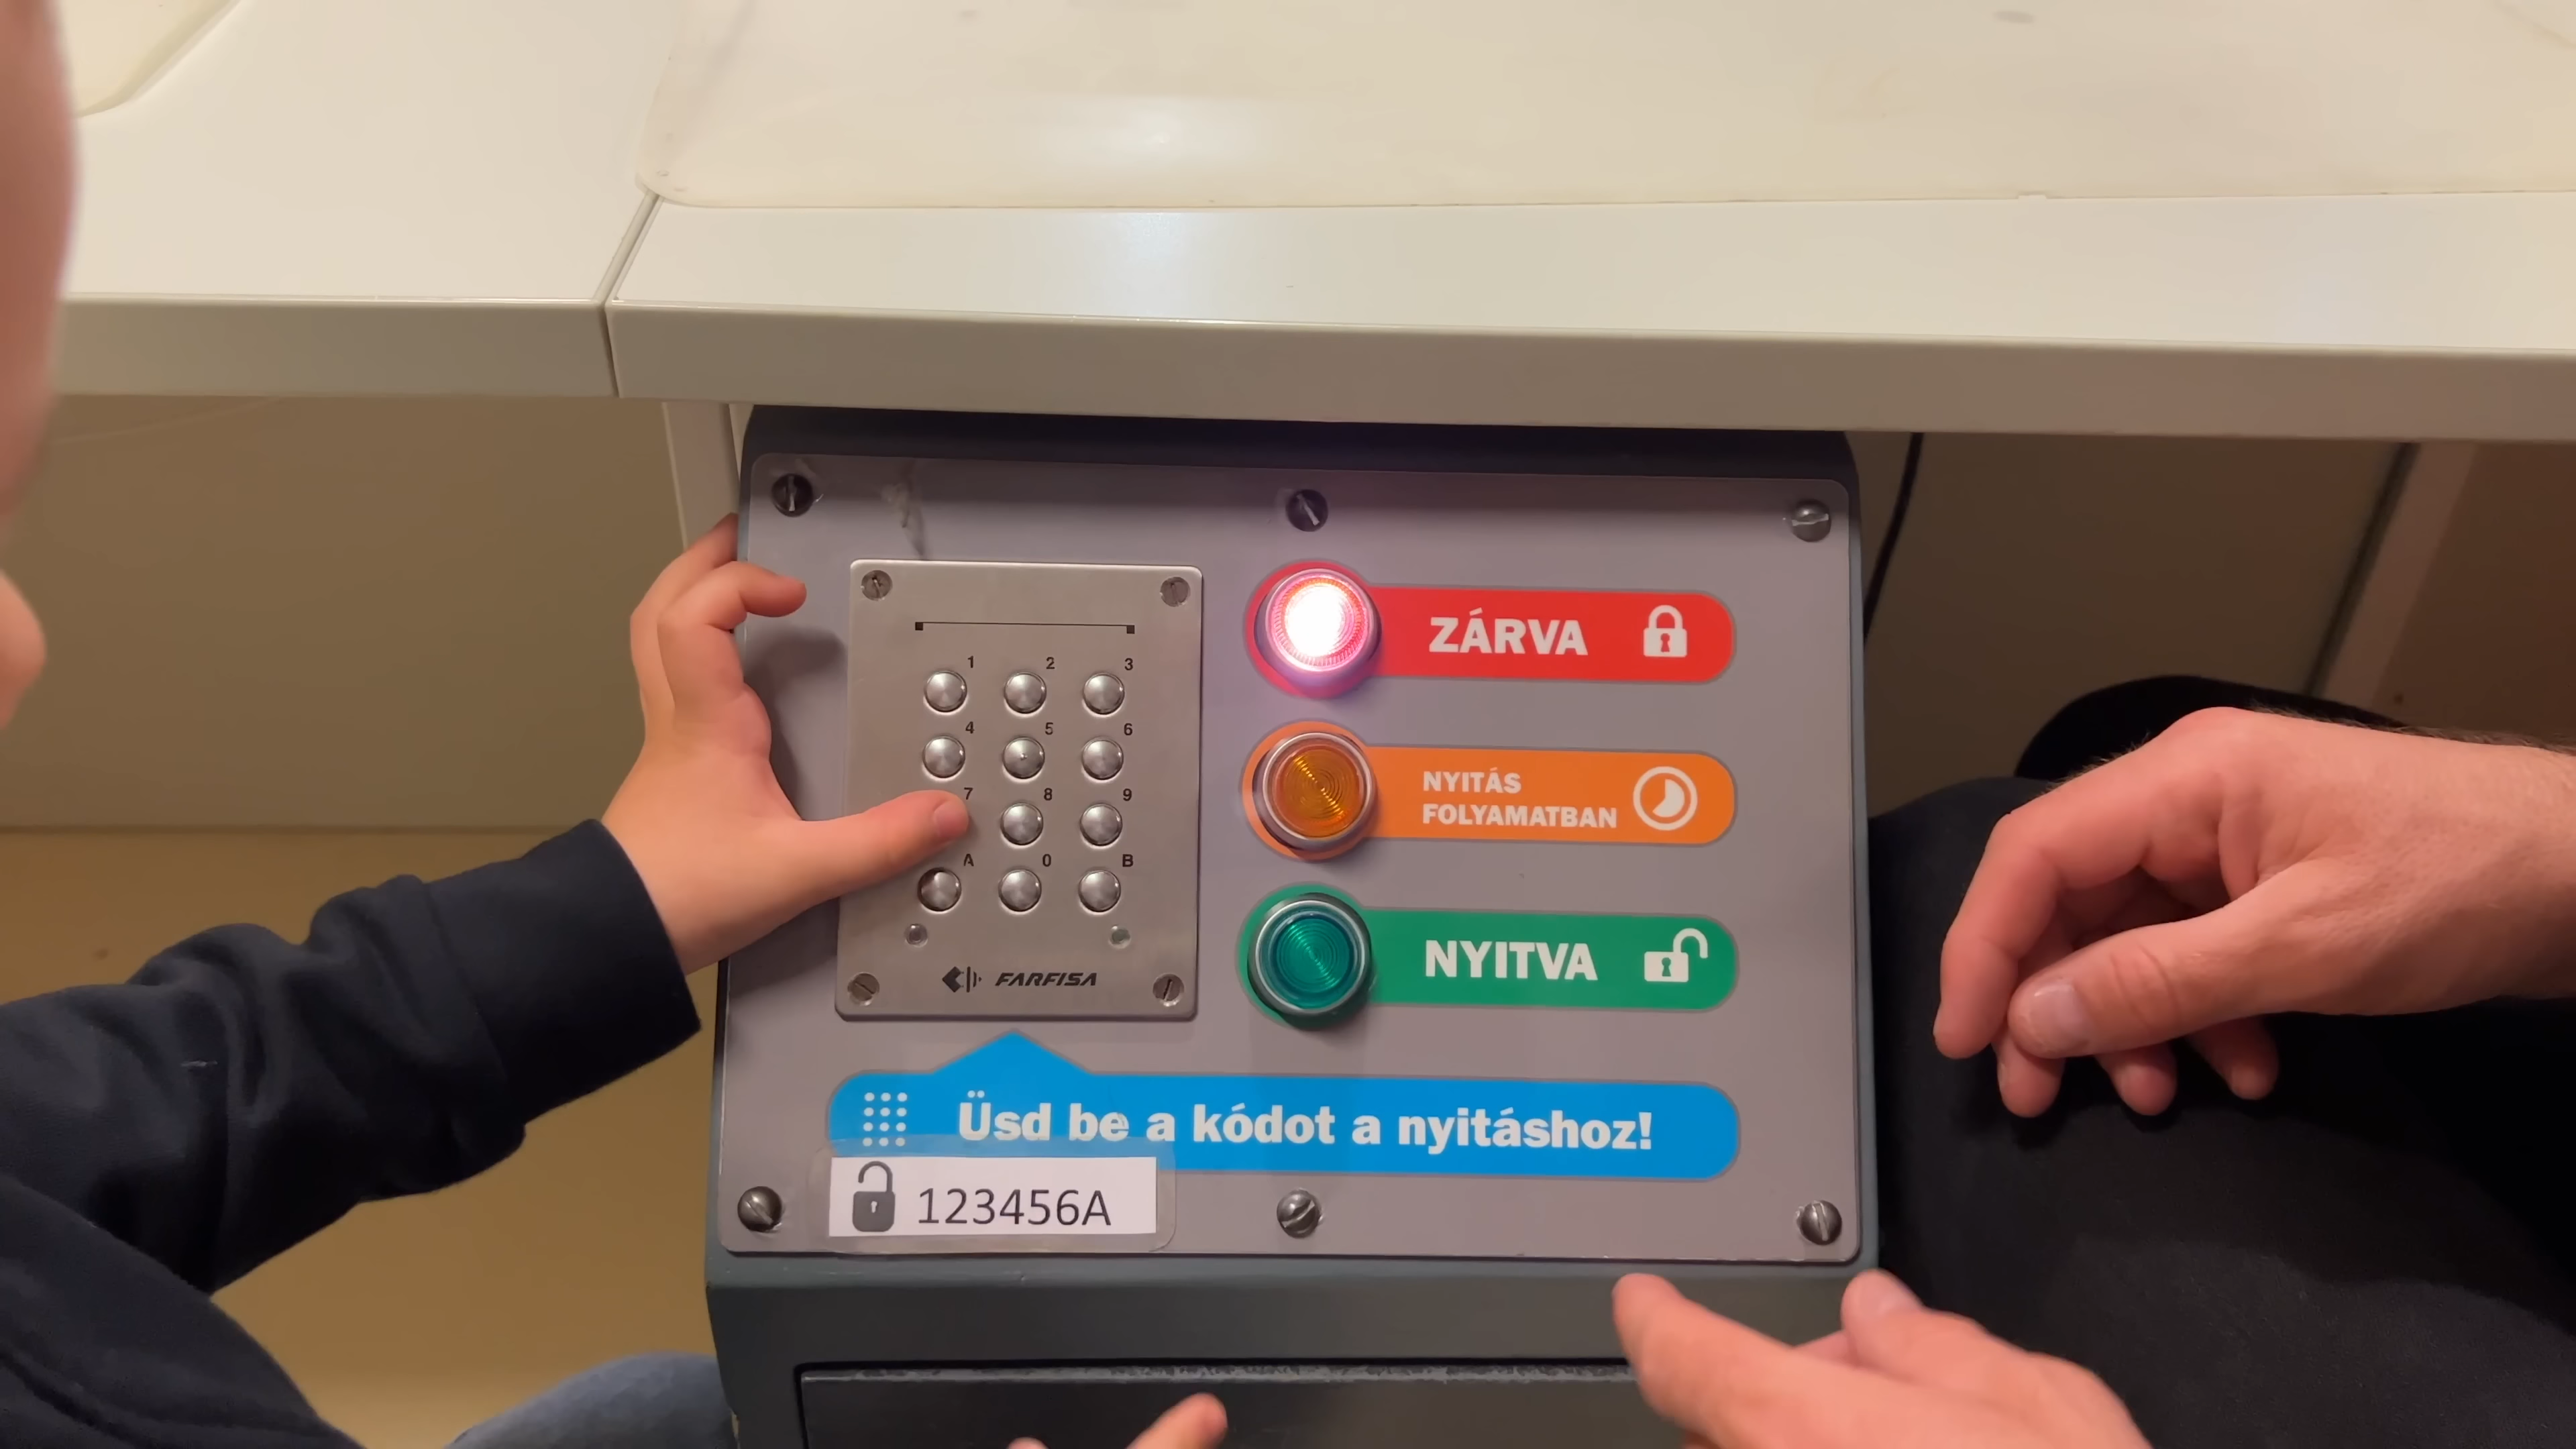 1 2 3
4 5 6
7 8 9
A 0 B
FARFISA
ZÁRVA
NYITÁS
FOLYAMATBAN
NYITVA
Üsd be a kódot a nyitáshoz!
123456A